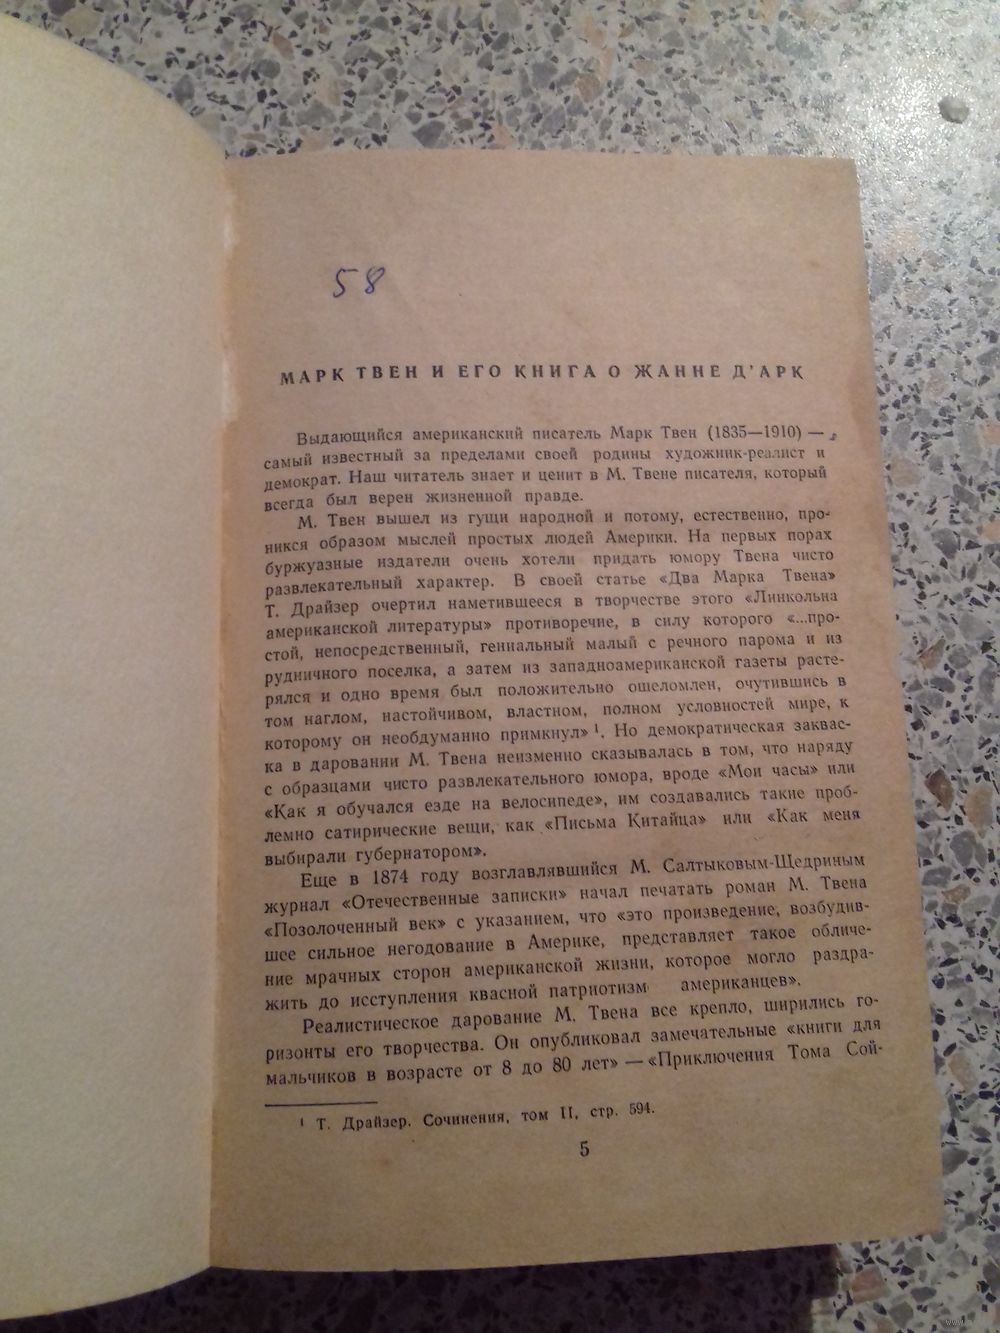 58
МАРК ТВЕН И ЕГО КНИГА О ЖАННЕ Д'АРК
Выдающийся американский писатель Марк Твен (1835—1910) —
самый известный за пределами своей родины художник-реалист и
демократ. Наш читатель знает и ценит в М. Твене писателя, который
всегда был верен жизненной правде.
М. Твен вышел из гущи народной и потому, естественно, про-
никся образом мыслей простых людей Америки. На первых порах
буржуазные издатели очень хотели придать юмору Твена чисто
развлекательный характер. В своей статье «Два Марка Твена»
Т. Драйзер очертил наметившееся в творчестве этого «Линкольна
американской литературы» противоречие, в силу которого «...про-
стой, непосредственный, гениальный малый с речного парома и из
рудничного поселка, а затем из западноамериканской газеты расте-
рялся и одно время был положительно ошеломлен, очутившись в
том наглом, настойчивом, властном, полном условностей мире, к
которому он необдуманно примкнул» ¹. Но демократическая заквас-
ка в даровании М. Твена неизменно сказывалась в том, что наряду
с образцами чисто развлекательного юмора, вроде «Мои часы» или
«Как я обучался езде на велосипеде», им создавались такие проб-
лемно сатирические вещи, как «Письма Китайца» или «Как меня
выбирали губернатором».
Еще в 1874 году возглавлявшийся М. Салтыковым-Щедриным
журнал «Отечественные записки» начал печатать роман М. Твена
«Позолоченный век» с указанием, что «это произведение, возбудив-
шее сильное негодование в Америке, представляет такое обличе-
ние мрачных сторон американской жизни, которое могло раздра-
жить до исступления квасной патриотизм американцев».
Реалистическое дарование М. Твена все крепло, ширились го-
ризонты его творчества. Он опубликовал замечательные «книги для
мальчиков в возрасте от 8 до 80 лет» — «Приключения Тома Сой-
¹ Т. Драйзер. Сочинения, том II, стр. 594.
5